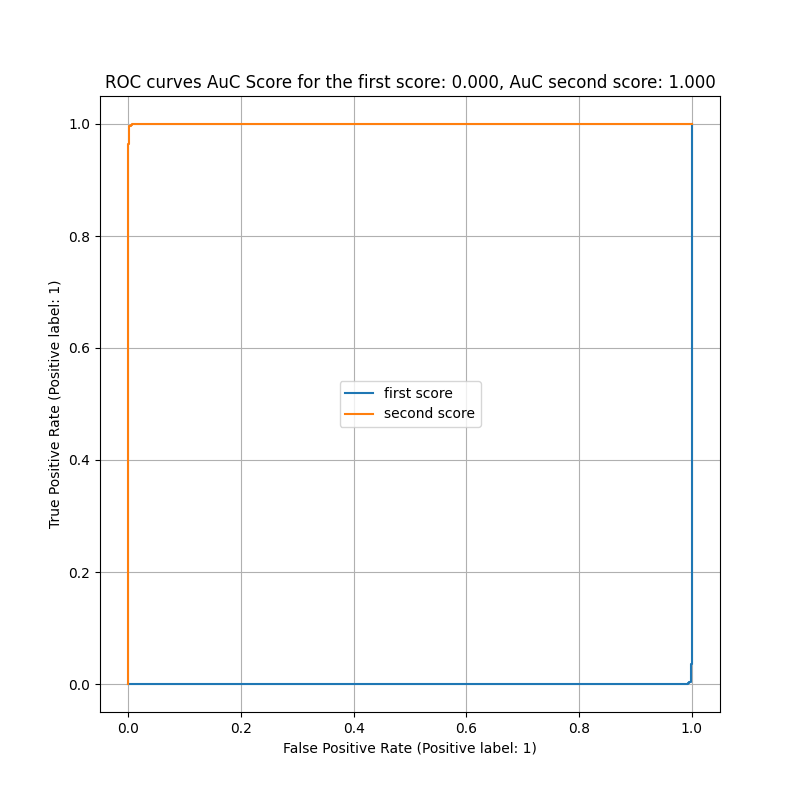 ROC curves AuC Score for the first score: 0.000, AuC second score: 1.000
1.0
0.8
0.6
0.4
0.2
0.0
True Positive Rate (Positive label: 1)
first score
second score
0.0 0.2 0.4 0.6 0.8 1.0
False Positive Rate (Positive label: 1)